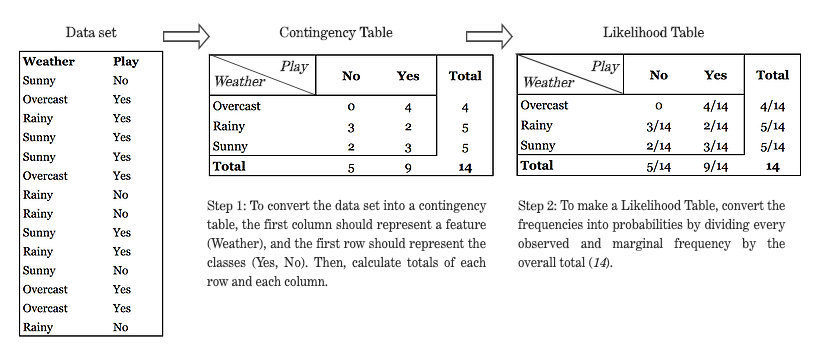 Data set
Contingency Table
Likelihood Table
Weather Play
Sunny No
Overcast Yes
Rainy Yes
Sunny Yes
Sunny Yes
Overcast Yes
Rainy No
Rainy No
Sunny Yes
Rainy Yes
Sunny No
Overcast Yes
Overcast Yes
Rainy No
Play
Weather
No Yes Total
Overcast 0 4 4
Rainy 3 2 5
Sunny 2 3 5
Total 5 9 14
Step 1: To convert the data set into a contingency
table, the first column should represent a feature
(Weather), and the first row should represent the
classes (Yes, No). Then, calculate totals of each
row and each column.
Play
Weather
No Yes Total
Overcast 0 4/14 4/14
Rainy 3/14 2/14 5/14
Sunny 2/14 3/14 5/14
Total 5/14 9/14 14
Step 2: To make a Likelihood Table, convert the
frequencies into probabilities by dividing every
observed and marginal frequency by the
overall total (14).